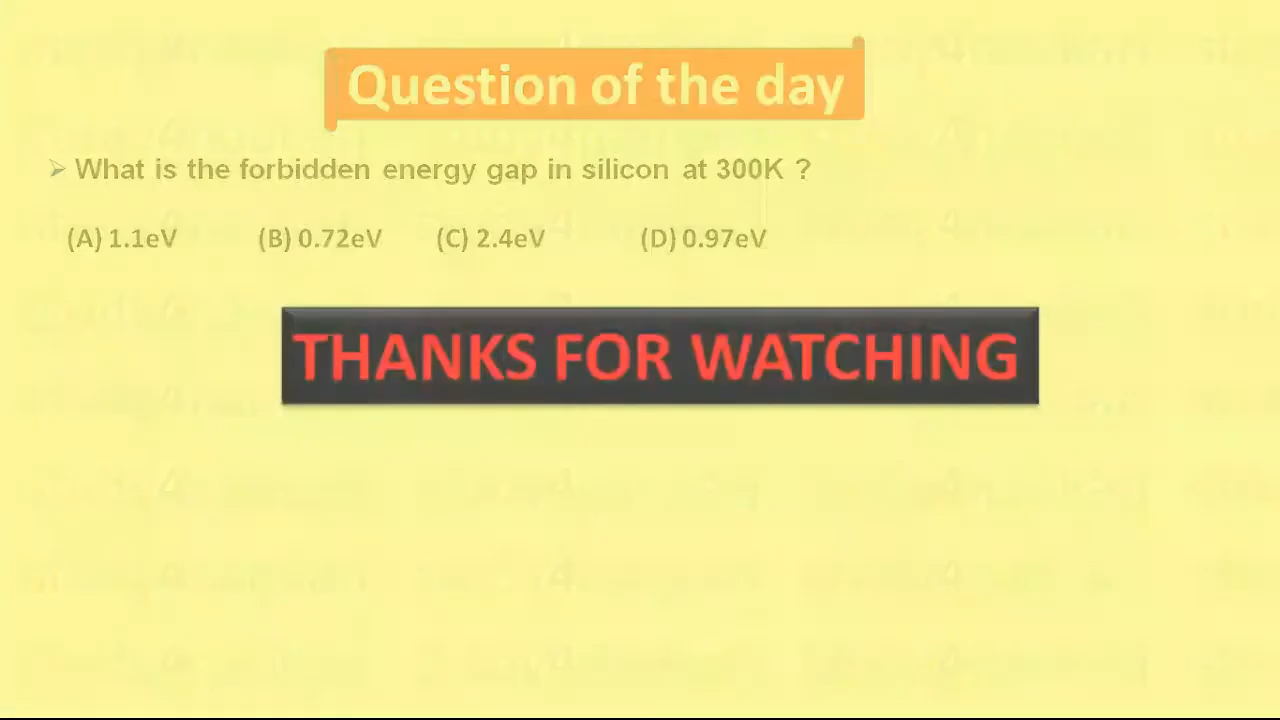 Question of the day
➢ What is the forbidden energy gap in silicon at 300K ?
(A) 1.1eV (B) 0.72eV (C) 2.4eV (D) 0.97eV
THANKS FOR WATCHING